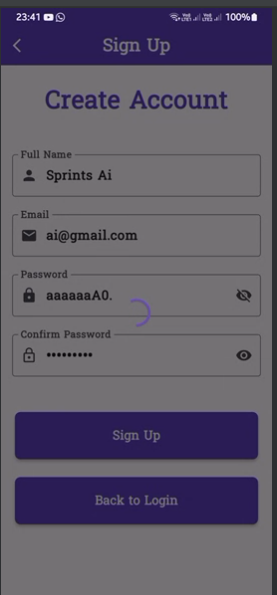 23:41 100%
Sign Up
Create Account
Full Name
Sprints Ai
Email
ai@gmail.com
Password
aaaaaaA0.
Confirm Password
•••••••••
Sign Up
Back to Login